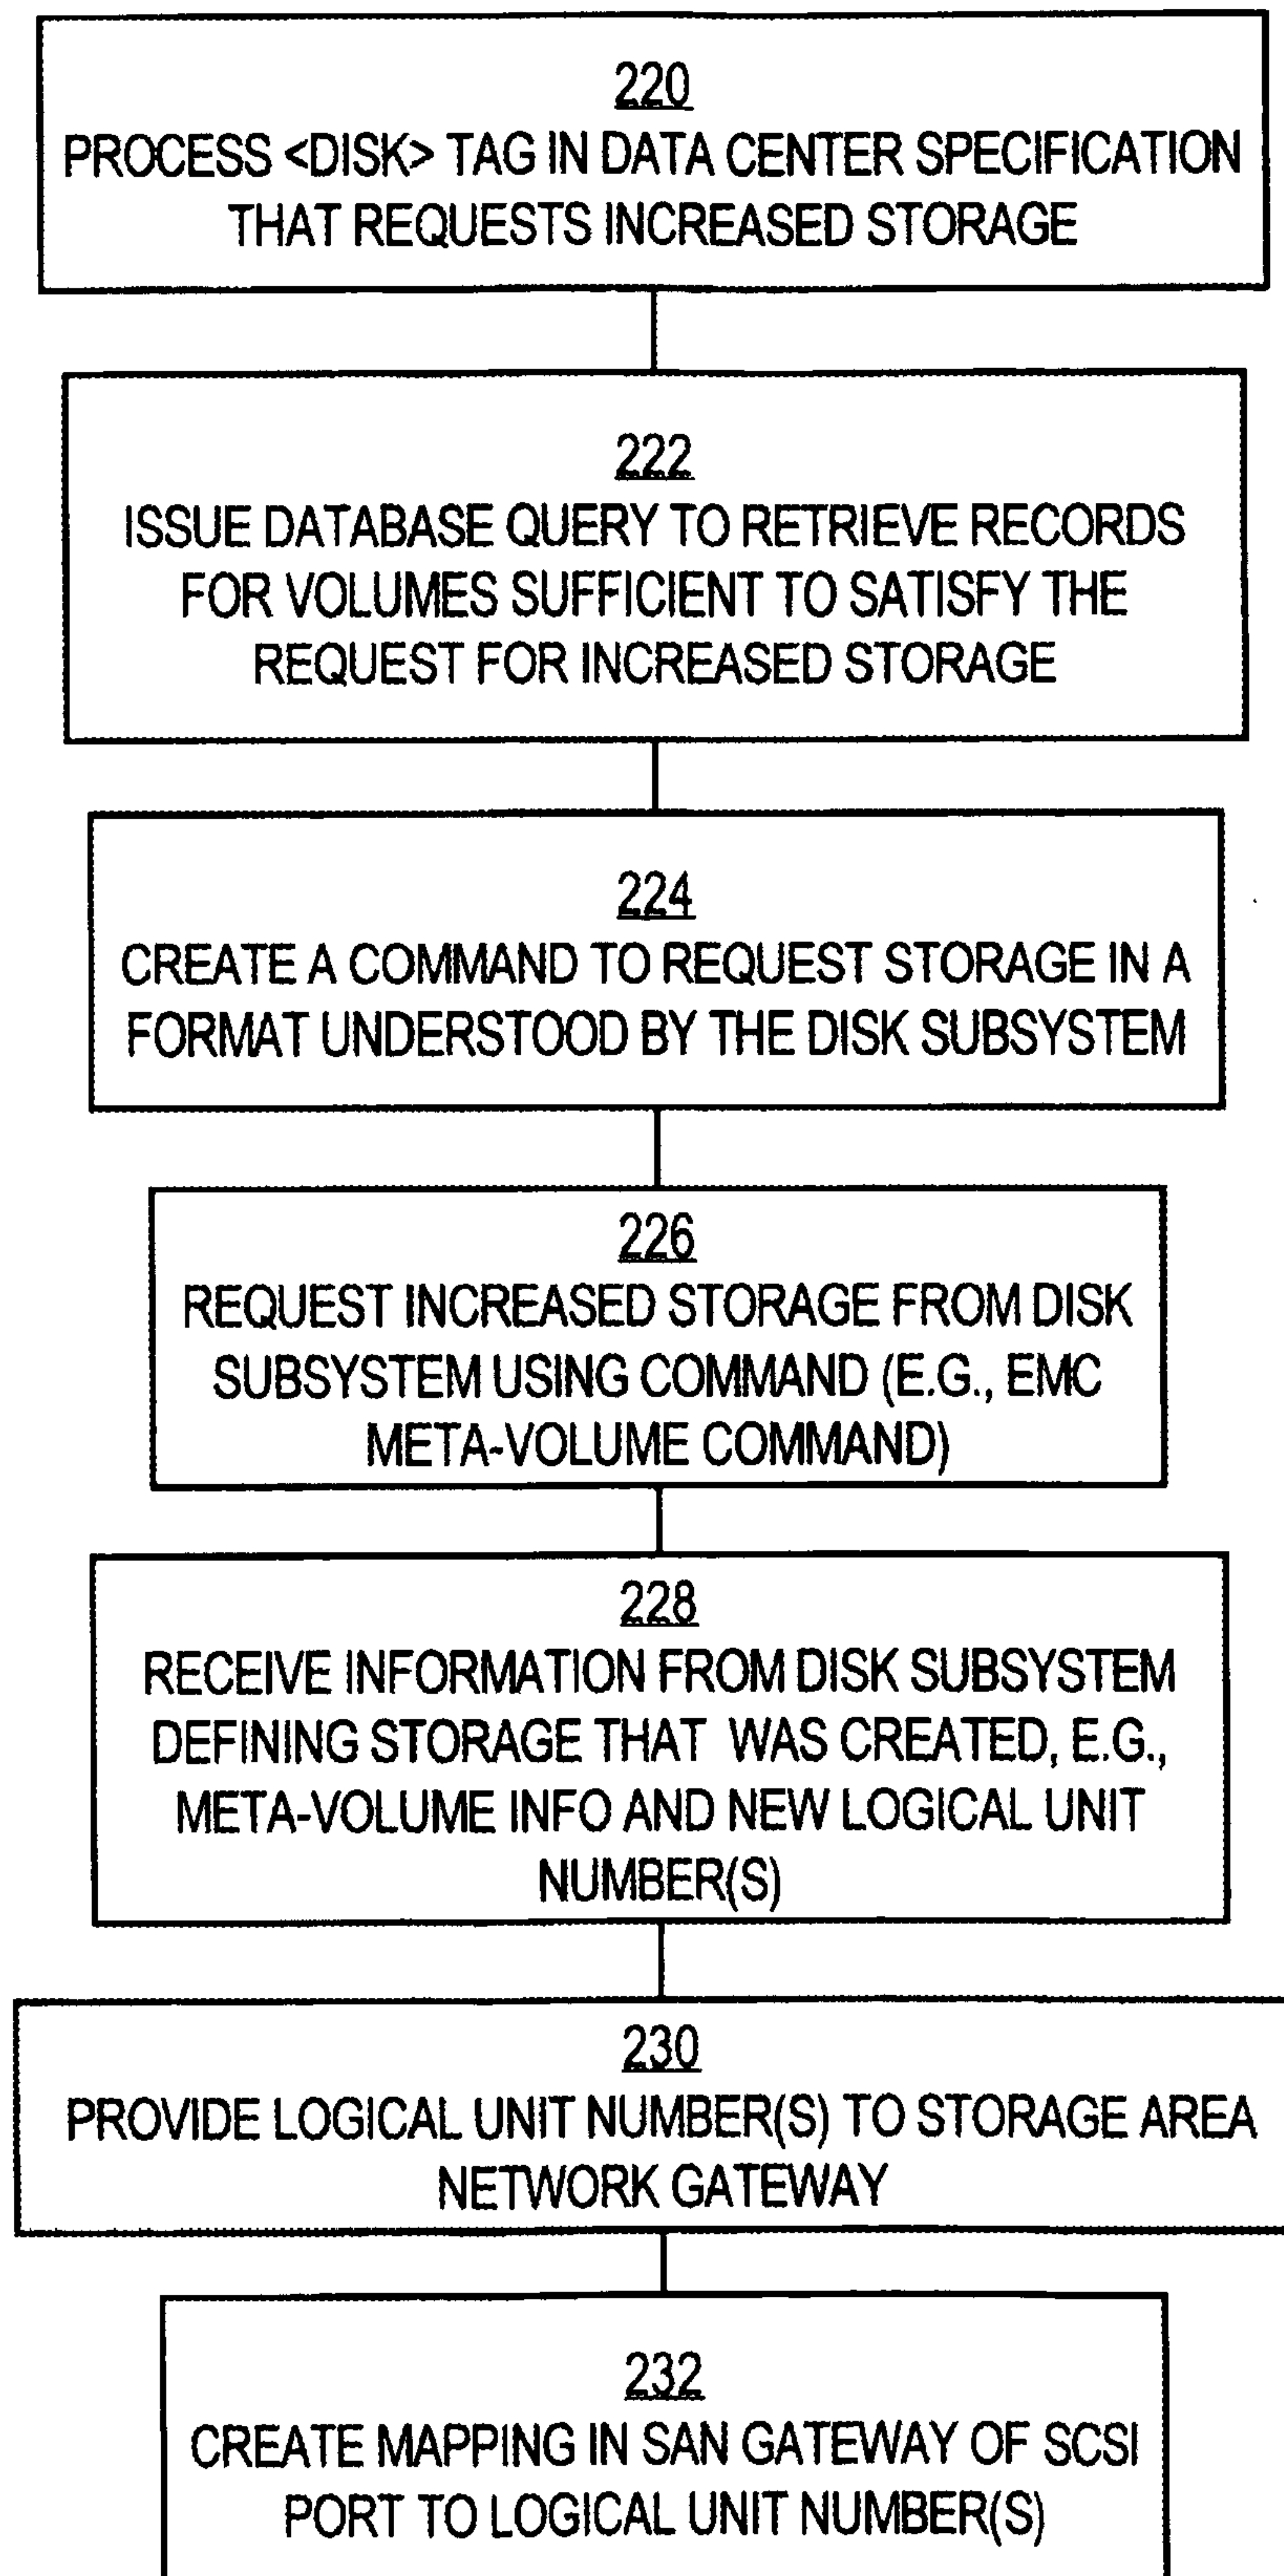 220
PROCESS <DISK> TAG IN DATA CENTER SPECIFICATION
THAT REQUESTS INCREASED STORAGE
222
ISSUE DATABASE QUERY TO RETRIEVE RECORDS
FOR VOLUMES SUFFICIENT TO SATISFY THE
REQUEST FOR INCREASED STORAGE
224
CREATE A COMMAND TO REQUEST STORAGE IN A
FORMAT UNDERSTOOD BY THE DISK SUBSYSTEM
226
REQUEST INCREASED STORAGE FROM DISK
SUBSYSTEM USING COMMAND (E.G., EMC
META-VOLUME COMMAND)
228
RECEIVE INFORMATION FROM DISK SUBSYSTEM
DEFINING STORAGE THAT WAS CREATED, E.G.,
META-VOLUME INFO AND NEW LOGICAL UNIT
NUMBER(S)
230
PROVIDE LOGICAL UNIT NUMBER(S) TO STORAGE AREA
NETWORK GATEWAY
232
CREATE MAPPING IN SAN GATEWAY OF SCSI
PORT TO LOGICAL UNIT NUMBER(S)